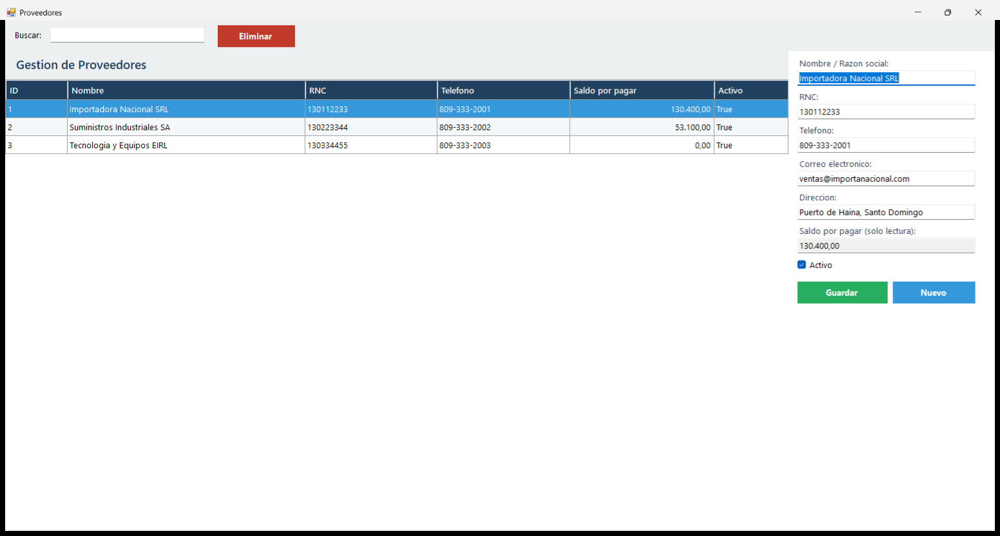 Proveedores
Buscar:
Eliminar
Gestion de Proveedores
ID Nombre RNC Telefono Saldo por pagar Activo
1 Importadora Nacional SRL 130112233 809-333-2001 130.400,00 True
2 Suministros Industriales SA 130223344 809-333-2002 53.100,00 True
3 Tecnologia y Equipos EIRL 130334455 809-333-2003 0,00 True
Nombre / Razon social:
Importadora Nacional SRL
RNC:
130112233
Telefono:
809-333-2001
Correo electronico:
ventas@importanacional.com
Direccion:
Puerto de Haina, Santo Domingo
Saldo por pagar (solo lectura):
130.400,00
Activo
Guardar Nuevo